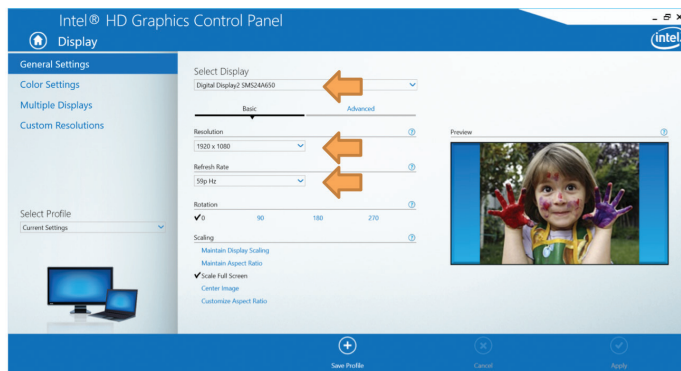 Intel® HD Graphics Control Panel
Display
intel
General Settings
Color Settings
Multiple Displays
Custom Resolutions
Select Profile
Current Settings
Select Display
Digital Display2 SMS24A650
Basic
Advanced
Resolution
?
1920 x 1080
Refresh Rate
?
59p Hz
Rotation
?
0 90 180 270
Scaling
?
Maintain Display Scaling
Maintain Aspect Ratio
Scale Full Screen
Center Image
Customize Aspect Ratio
Preview
?
Save Profile
Cancel
Apply